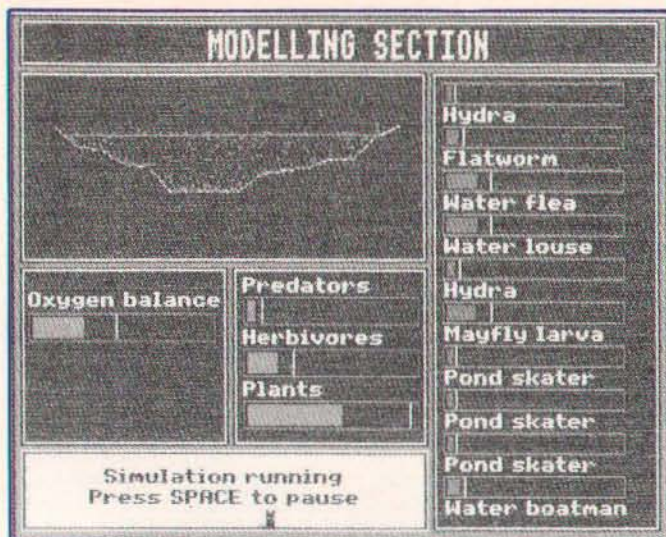 MODELLING SECTION
Oxygen balance
Predators
Herbivores
Plants
Simulation running
Press SPACE to pause
Hydra
Flatworm
Water flea
Water louse
Hydra
Mayfly larva
Pond skater
Pond skater
Pond skater
Water boatman